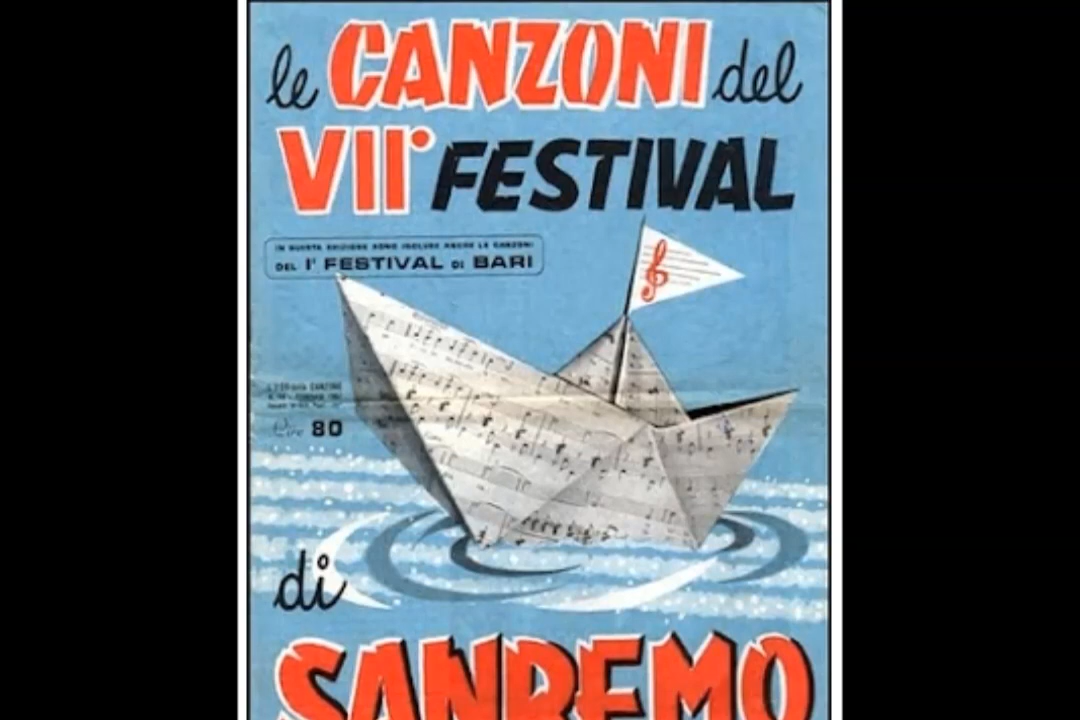 le CANZONI del
VII° FESTIVAL
IN QUESTA EDIZIONE SONO INCLUSE ANCHE LE CANZONI
DEL I° FESTIVAL DI BARI
Lire 80
di
SANREMO